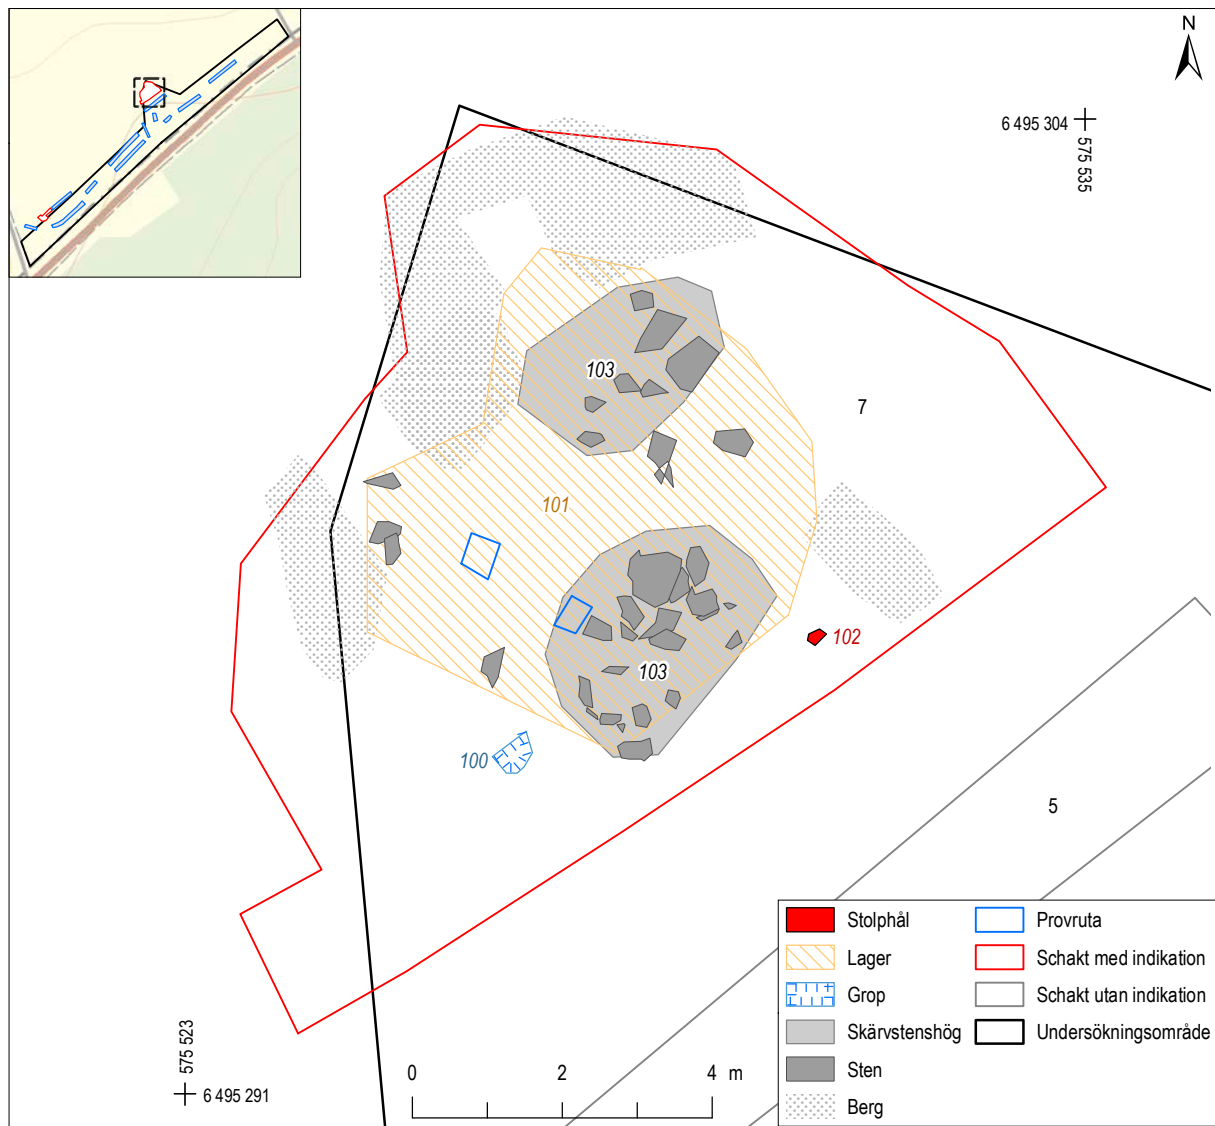 N
6 495 304
575 535
103
7
101
102
103
100
5
575 523
6 495 291
0 2 4 m
Stolphål
Lager
Grop
Skärvstenshög
Sten
Berg
Provruta
Schakt med indikation
Schakt utan indikation
Undersökningsområde